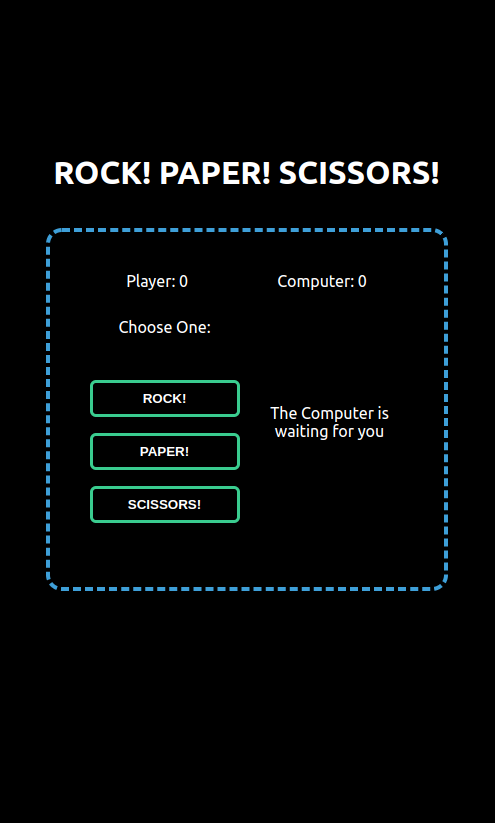 ROCK! PAPER! SCISSORS!
Player: 0
Computer: 0
Choose One:
ROCK!
PAPER!
SCISSORS!
The Computer is
waiting for you